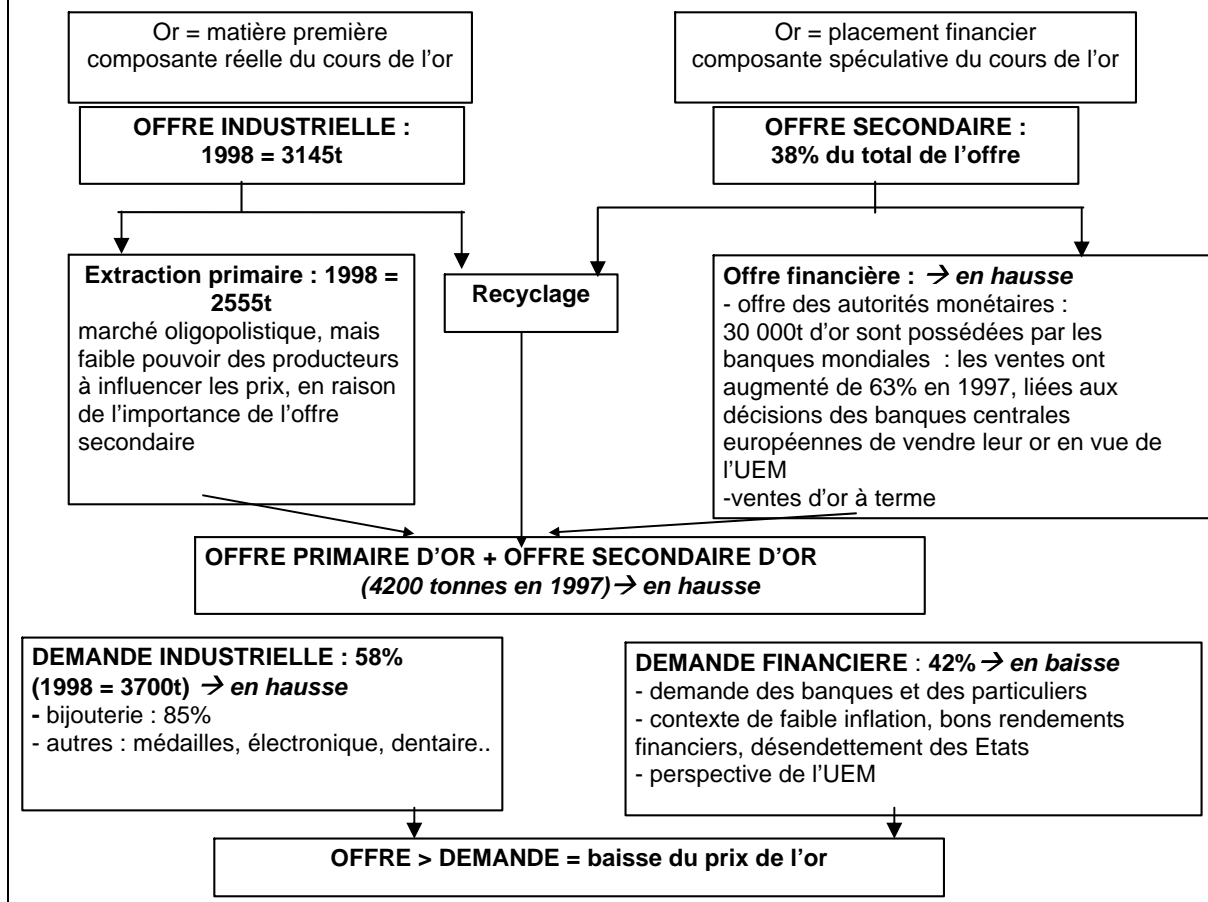 Or = matière première
composante réelle du cours de l’or
Or = placement financier
composante spéculative du cours de l’or
OFFRE INDUSTRIELLE :
1998 = 3145t
OFFRE SECONDAIRE :
38% du total de l’offre
Extraction primaire : 1998 =
2555t
marché oligopolistique, mais
faible pouvoir des producteurs
à influencer les prix, en raison
de l’importance de l’offre
secondaire
Recyclage
Offre financière : → en hausse
- offre des autorités monétaires :
30 000t d’or sont possédées par les
banques mondiales : les ventes ont
augmenté de 63% en 1997, liées aux
décisions des banques centrales
européennes de vendre leur or en vue de
l’UEM
-ventes d’or à terme
OFFRE PRIMAIRE D’OR + OFFRE SECONDAIRE D’OR
(4200 tonnes en 1997)→ en hausse
DEMANDE INDUSTRIELLE : 58%
(1998 = 3700t) → en hausse
- bijouterie : 85%
- autres : médailles, électronique, dentaire..
DEMANDE FINANCIERE : 42%→ en baisse
- demande des banques et des particuliers
- contexte de faible inflation, bons rendements
financiers, désendettement des Etats
- perspective de l’UEM
OFFRE > DEMANDE = baisse du prix de l’or